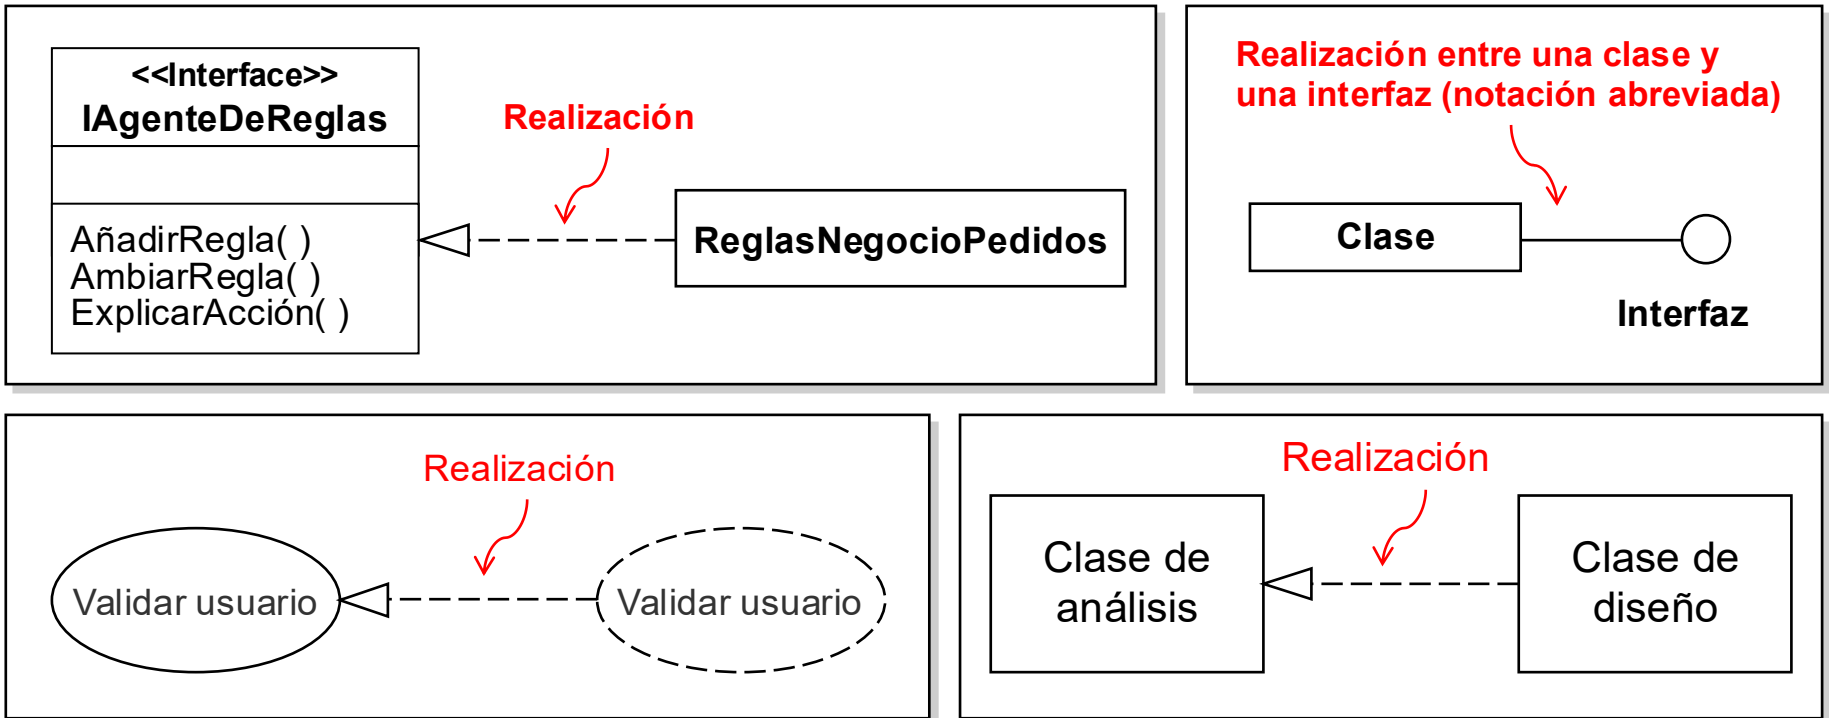 <<Interface>>
IAgenteDeReglas
AñadirRegla( )
AmbiarRegla( )
ExplicarAcción( )
Realización
ReglasNegocioPedidos
Realización entre una clase y
una interfaz (notación abreviada)
Clase
Interfaz
Realización
Validar usuario
Validar usuario
Realización
Clase de
análisis
Clase de
diseño